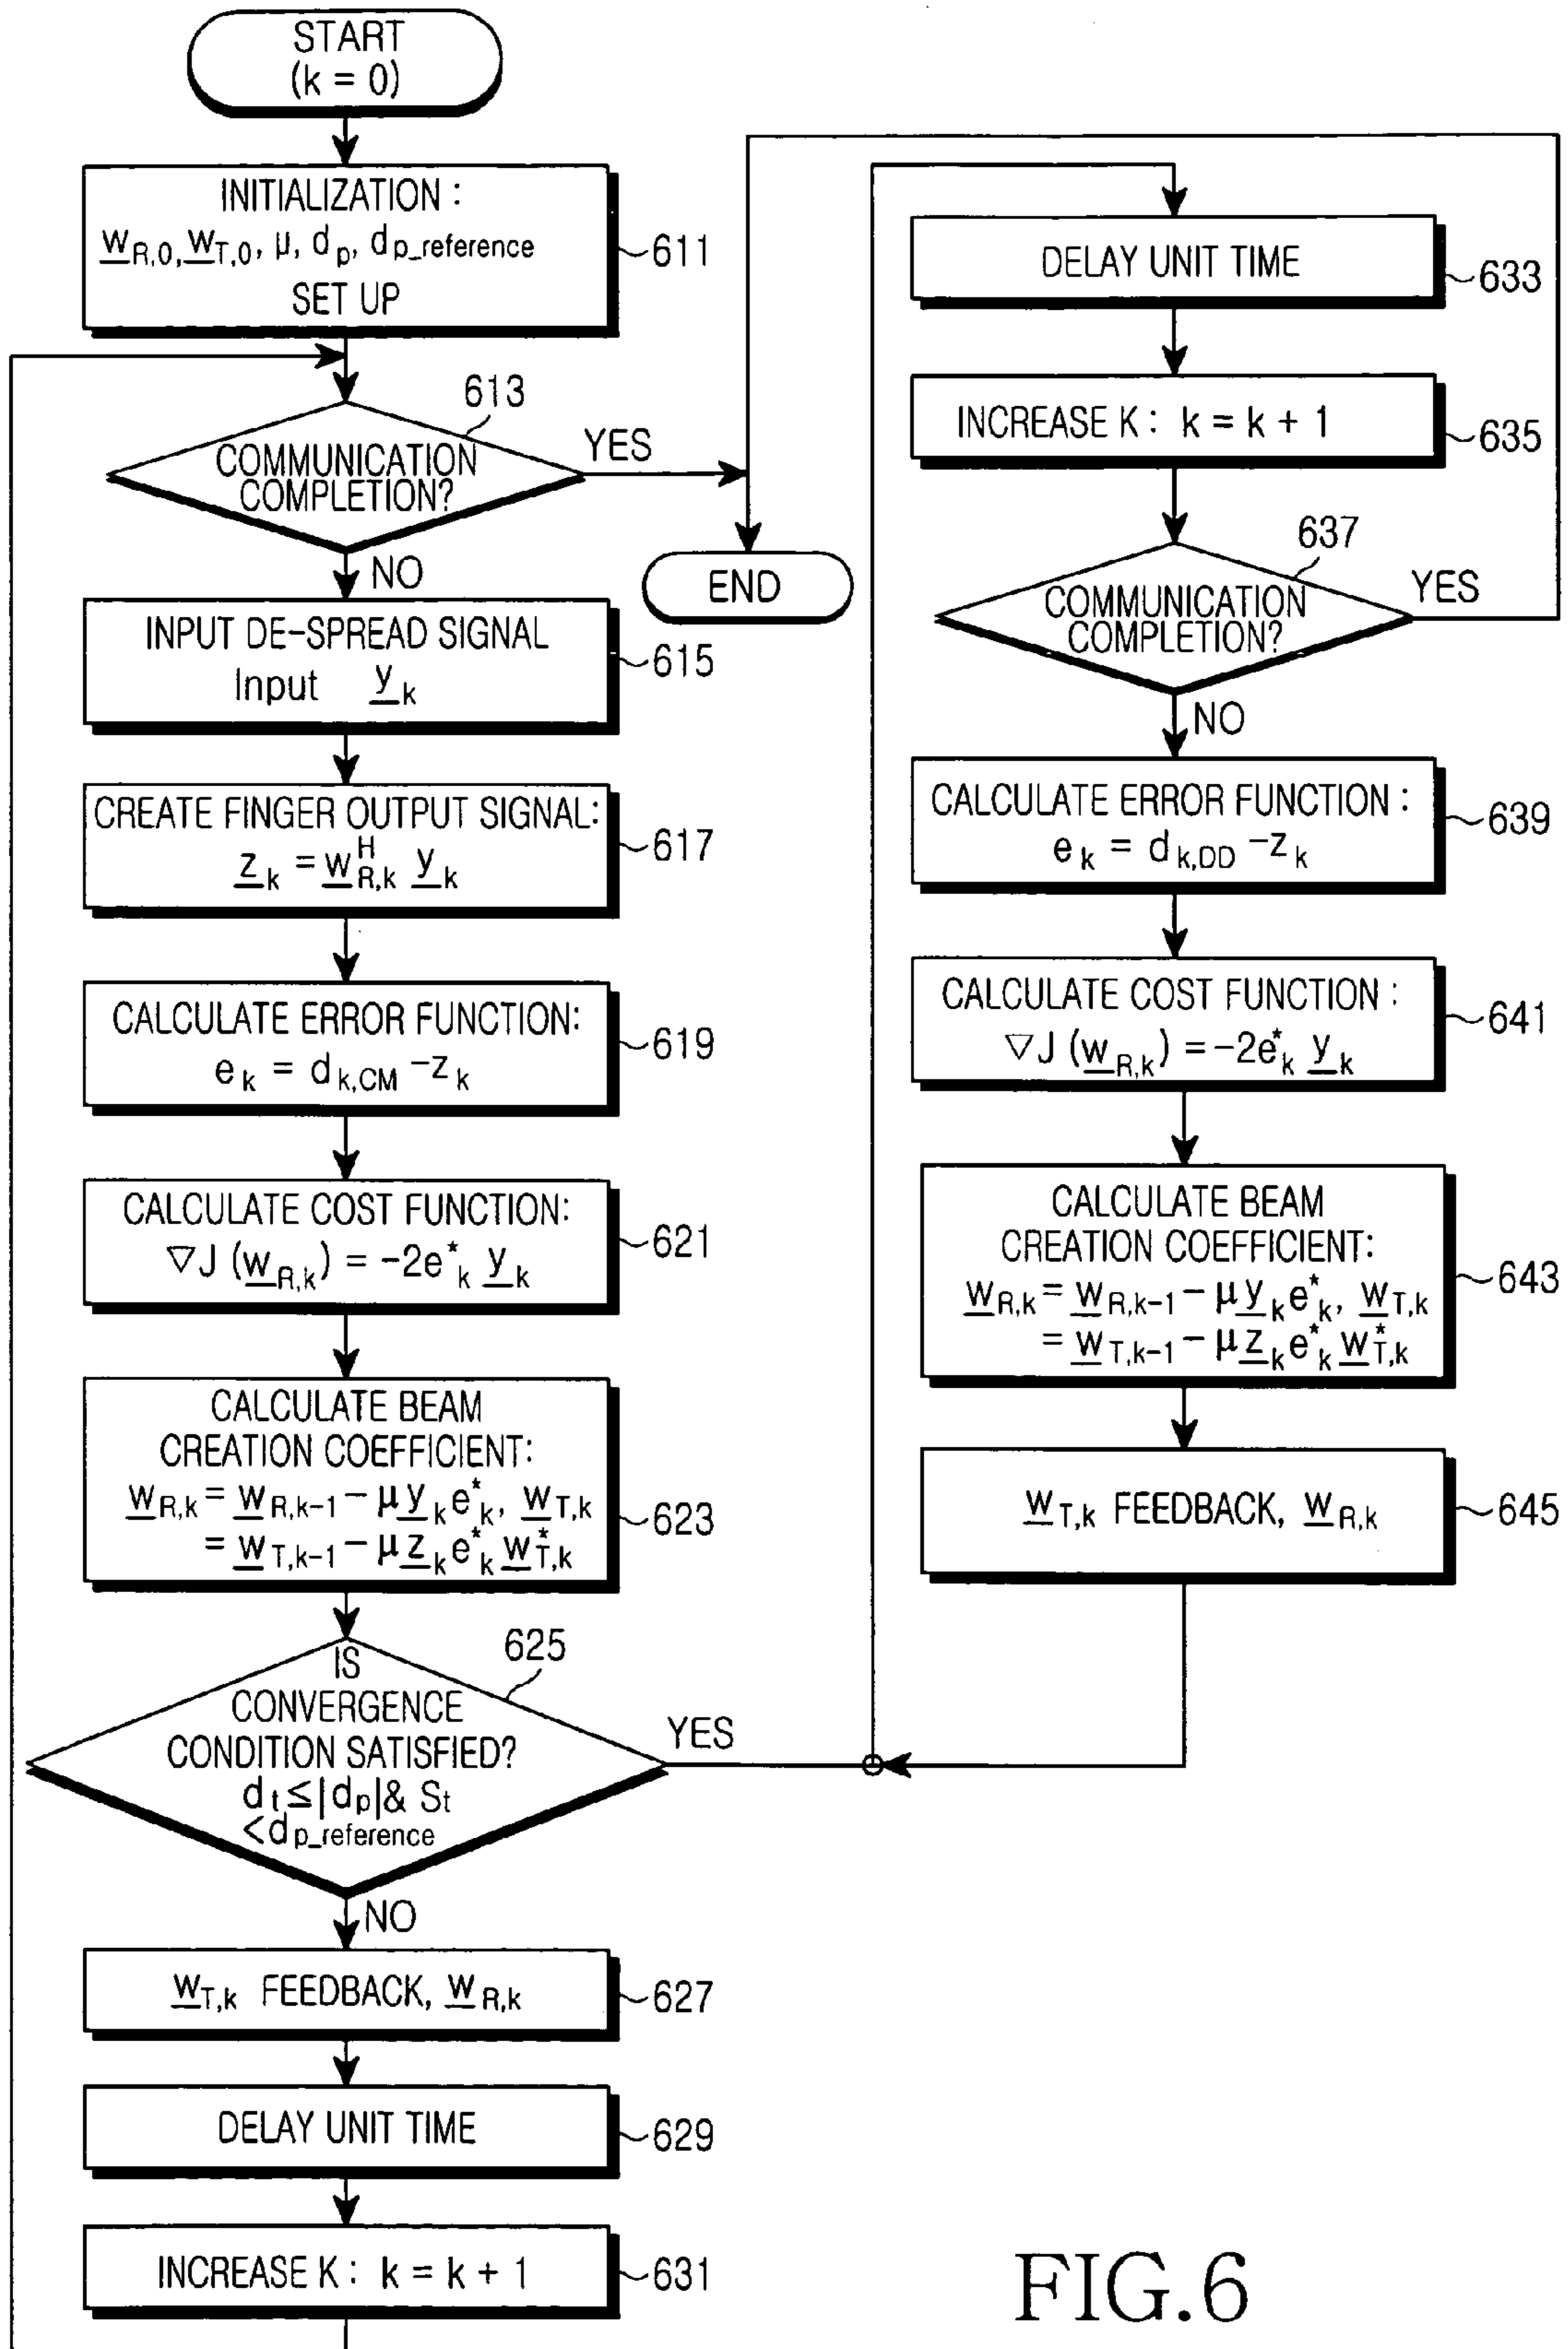 START
(k = 0)
INITIALIZATION :
w_R,0, w_T,0, μ, d_p, d_p_reference
SET UP
611
613
COMMUNICATION
COMPLETION?
YES
NO
END
INPUT DE-SPREAD SIGNAL
Input y_k
615
CREATE FINGER OUTPUT SIGNAL:
z_k = w^H_R,k y_k
617
CALCULATE ERROR FUNCTION:
e_k = d_k,CM -z_k
619
CALCULATE COST FUNCTION:
▽J (w_R,k) = -2e*_k y_k
621
CALCULATE BEAM
CREATION COEFFICIENT:
w_R,k = w_R,k-1 - μ y_k e*_k, w_T,k
= w_T,k-1 - μ z_k e*_k w*_T,k
623
625
IS
CONVERGENCE
CONDITION SATISFIED?
d_t ≤ |d_p| & S_t
<d_p_reference
YES
NO
w_T,k FEEDBACK, w_R,k
627
DELAY UNIT TIME
629
INCREASE K : k = k + 1
631
DELAY UNIT TIME
633
INCREASE K : k = k + 1
635
637
COMMUNICATION
COMPLETION?
YES
NO
CALCULATE ERROR FUNCTION :
e_k = d_k,DD -z_k
639
CALCULATE COST FUNCTION :
▽J (w_R,k) = -2e*_k y_k
641
CALCULATE BEAM
CREATION COEFFICIENT:
w_R,k = w_R,k-1 - μ y_k e*_k, w_T,k
= w_T,k-1 - μ z_k e*_k w*_T,k
643
w_T,k FEEDBACK, w_R,k
645
FIG.6